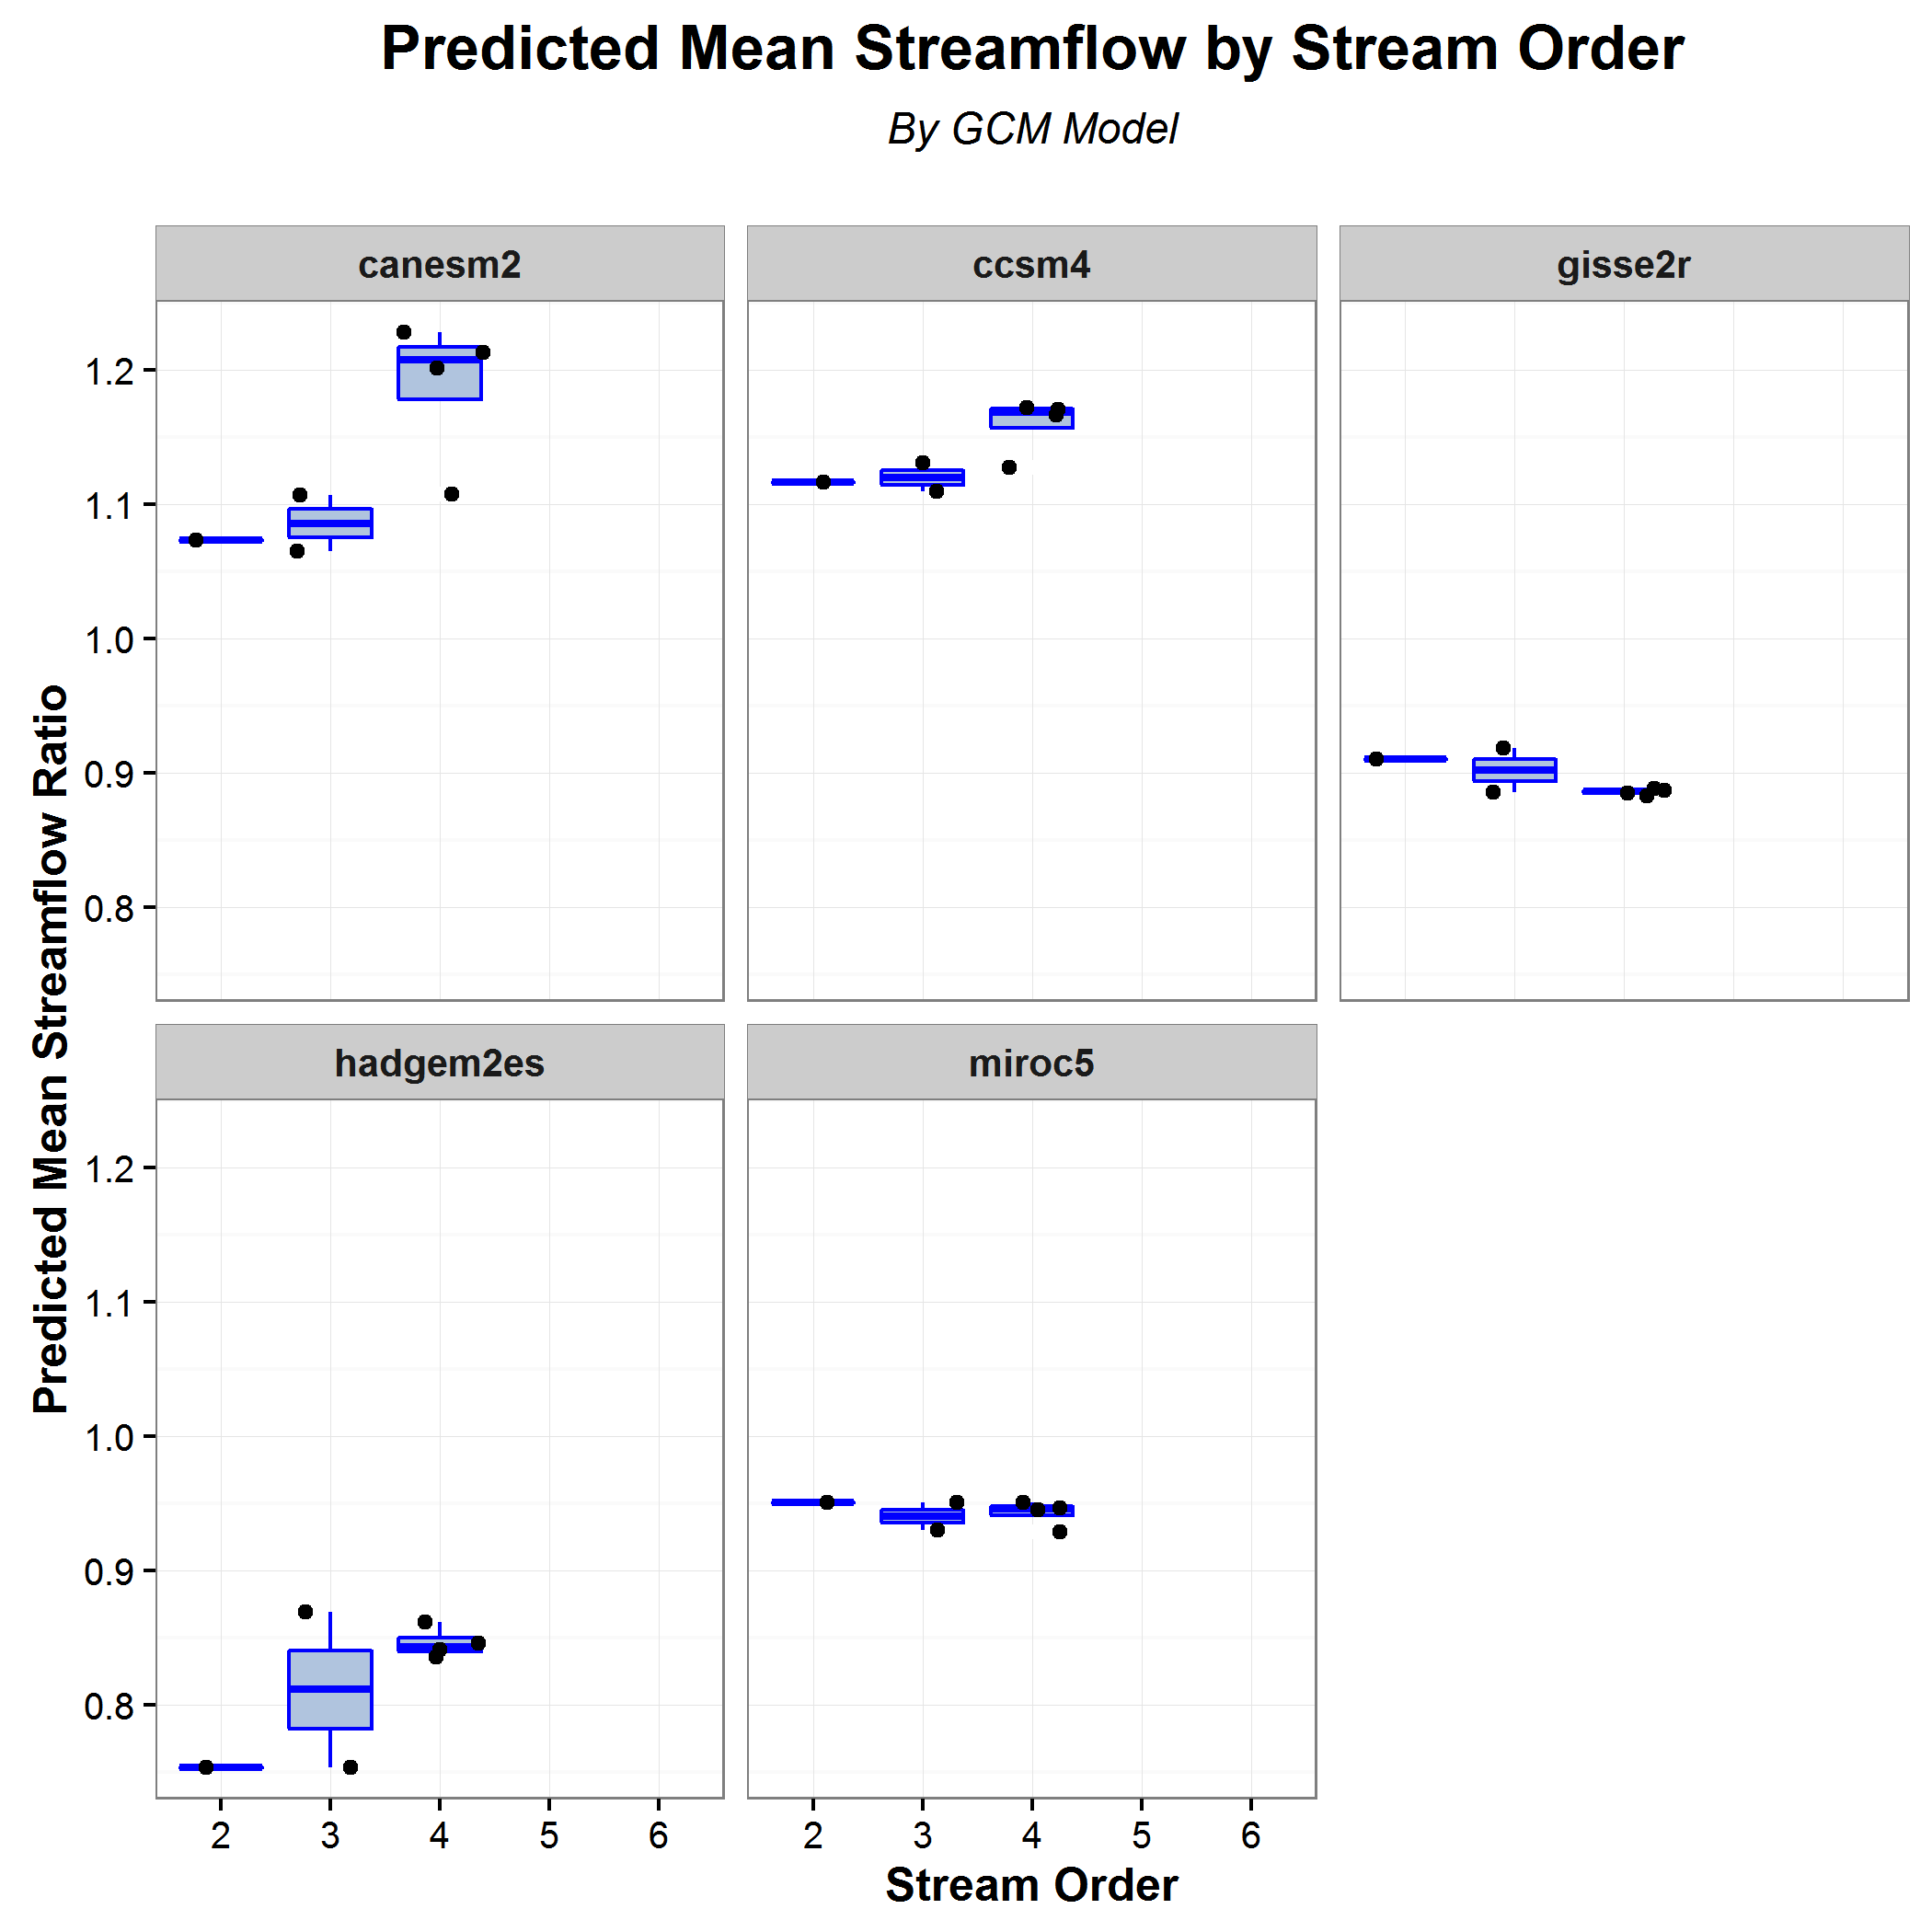 Predicted Mean Streamflow by Stream Order
By GCM Model
canesm2
ccsm4
gisse2r
1.2
1.1
1.0
0.9
0.8
Predicted Mean Streamflow Ratio
hadgem2es
miroc5
1.2
1.1
1.0
0.9
0.8
2 3 4 5 6
2 3 4 5 6
Stream Order